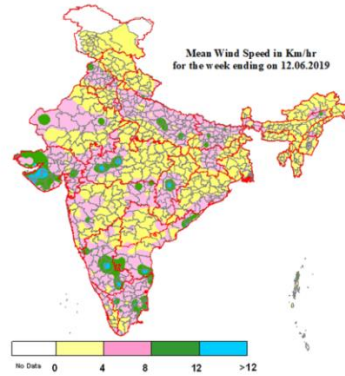 Mean Wind Speed in Km/hr
for the week ending on 12.06.2019
No Data 0 4 8 12 >12